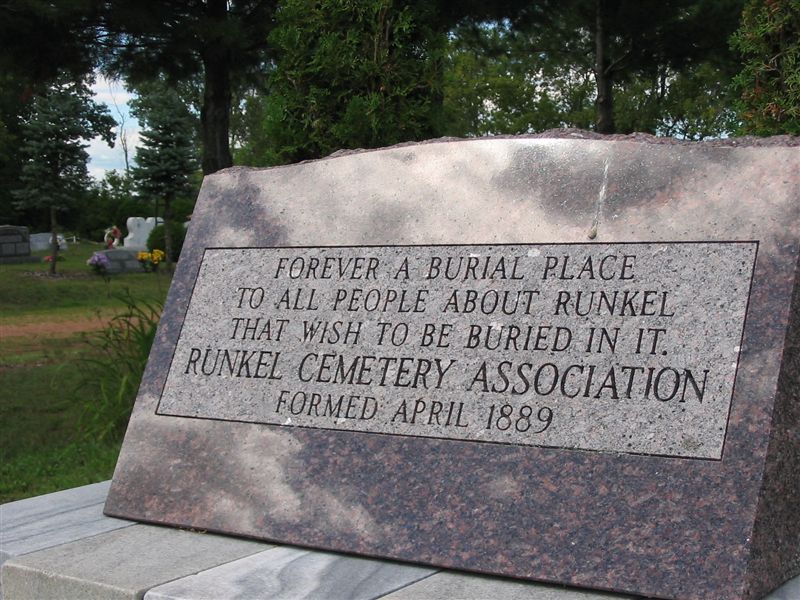 FOREVER A BURIAL PLACE
TO ALL PEOPLE ABOUT RUNKEL
THAT WISH TO BE BURIED IN IT.
RUNKEL CEMETERY ASSOCIATION
FORMED APRIL 1889